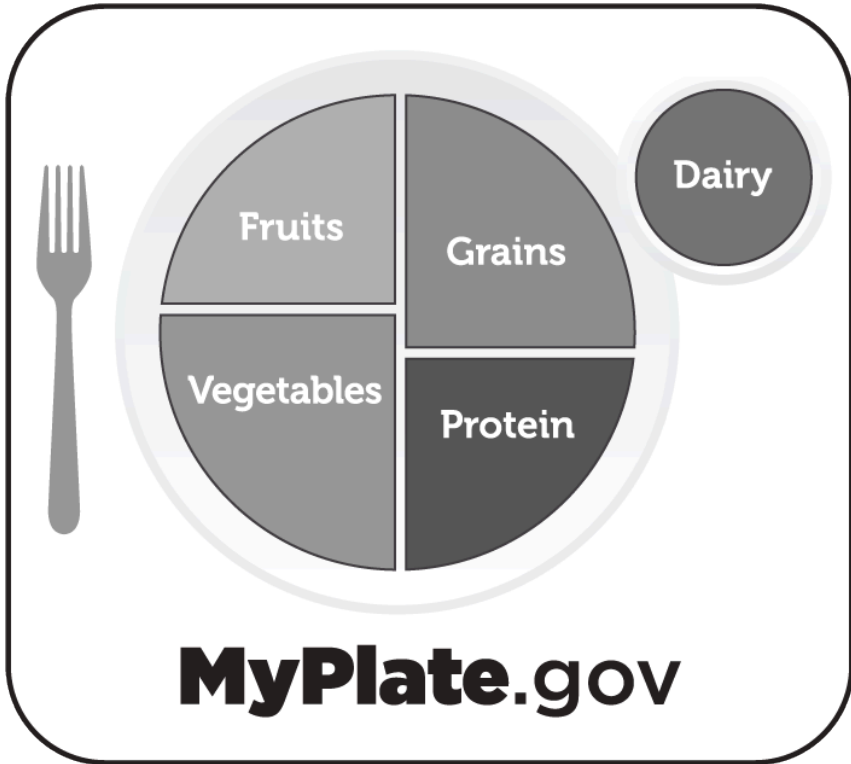 Fruits
Grains
Dairy
Vegetables
Protein
MyPlate.gov